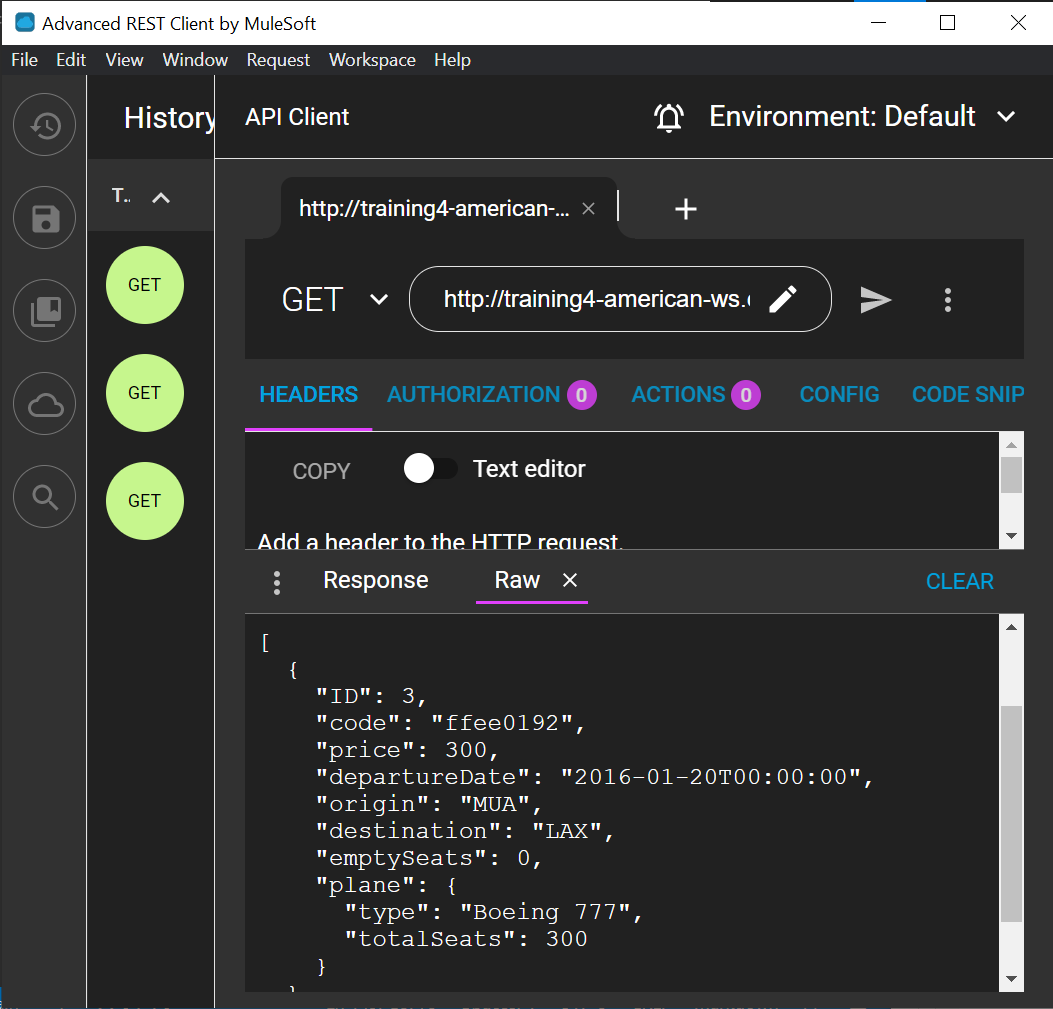 Advanced REST Client by MuleSoft
File Edit View Window Request Workspace Help
History
API Client
Environment: Default
T..
http://training4-american-...
GET
http://training4-american-ws.
GET
GET
GET
HEADERS AUTHORIZATION 0 ACTIONS 0 CONFIG CODE SNIP
COPY
Text editor
Add a header to the HTTP request.
Response
Raw
CLEAR
[
{
"ID": 3,
"code": "ffee0192",
"price": 300,
"departureDate": "2016-01-20T00:00:00",
"origin": "MUA",
"destination": "LAX",
"emptySeats": 0,
"plane": {
"type": "Boeing 777",
"totalSeats": 300
}
}